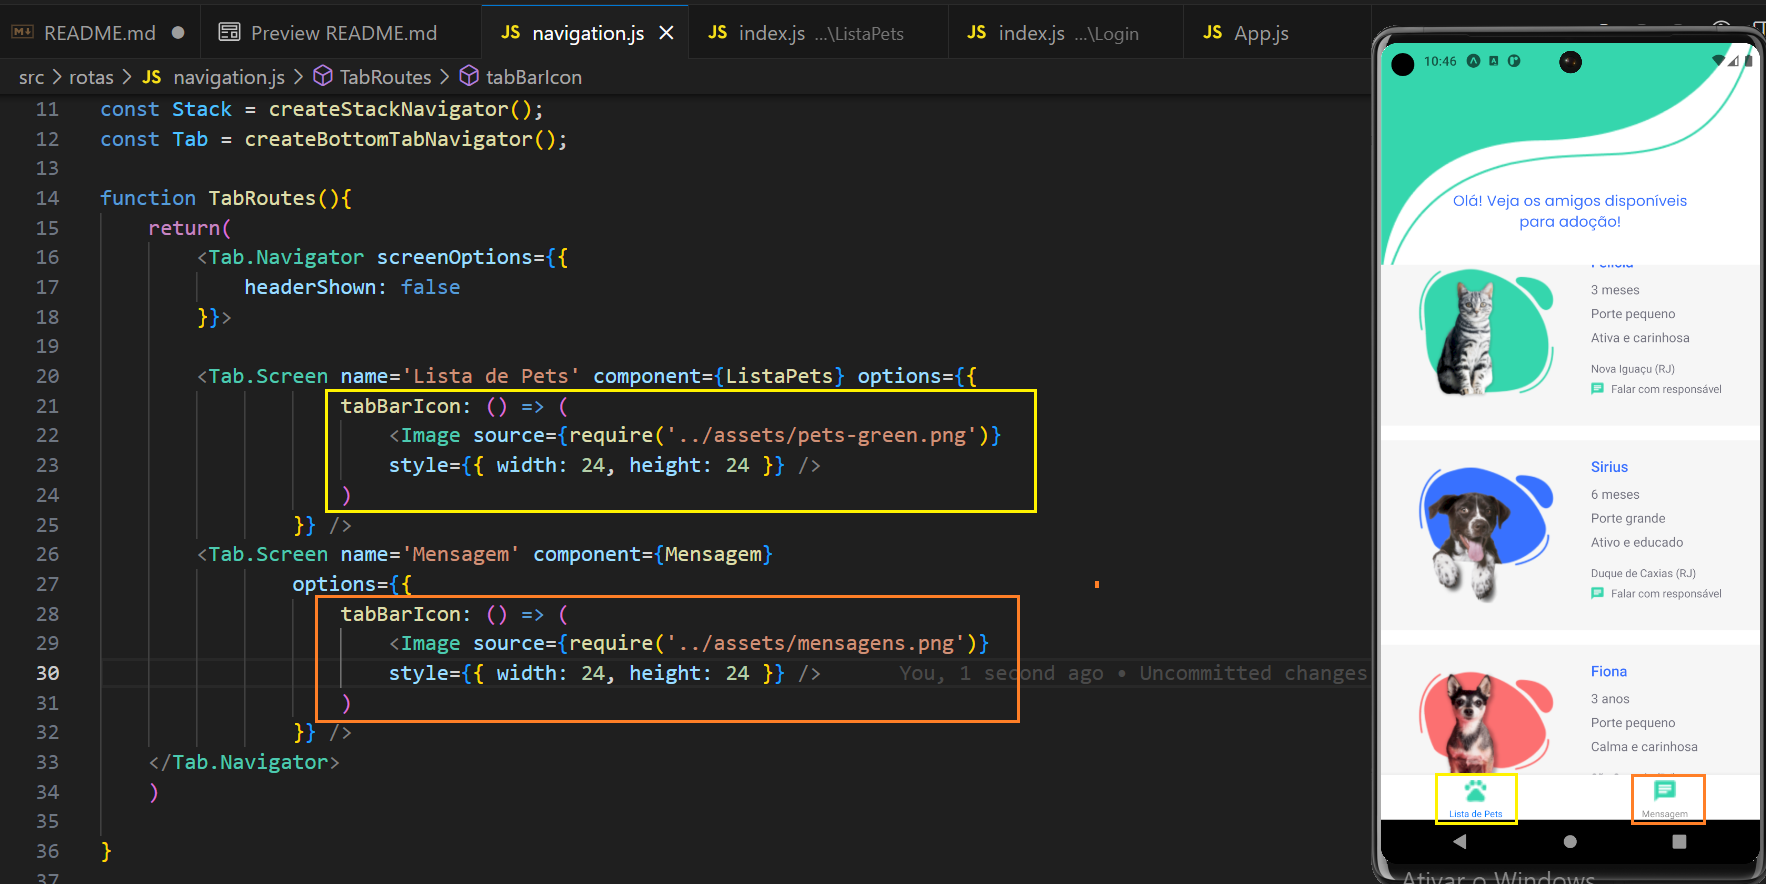 README.md
Preview README.md
JS navigation.js
JS index.js ...\ListaPets
JS index.js ...\Login
JS App.js
src > rotas > JS navigation.js > TabRoutes > tabBarIcon
11 const Stack = createStackNavigator();
12 const Tab = createBottomTabNavigator();
13
14 function TabRoutes(){
15 return(
16 <Tab.Navigator screenOptions={{
17 headerShown: false
18 }}>
19
20 <Tab.Screen name='Lista de Pets' component={ListaPets} options={{
21 tabBarIcon: () => (
22 <Image source={require('../assets/pets-green.png')}
23 style={{ width: 24, height: 24 }} />
24 )
25 }} />
26 <Tab.Screen name='Mensagem' component={Mensagem}
27 options={{
28 tabBarIcon: () => (
29 <Image source={require('../assets/mensagens.png')}
30 style={{ width: 24, height: 24 }} /> You, 1 second ago • Uncommitted changes
31 )
32 }} />
33 </Tab.Navigator>
34 )
35
36 }
37
10:46
Olá! Veja os amigos disponíveis
para adoção!
Felícia
3 meses
Porte pequeno
Ativa e carinhosa
Nova Iguaçu (RJ)
Falar com responsável
Sirius
6 meses
Porte grande
Ativo e educado
Duque de Caxias (RJ)
Falar com responsável
Fiona
3 anos
Porte pequeno
Calma e carinhosa
Lista de Pets
Mensagem
Ativar o Windows